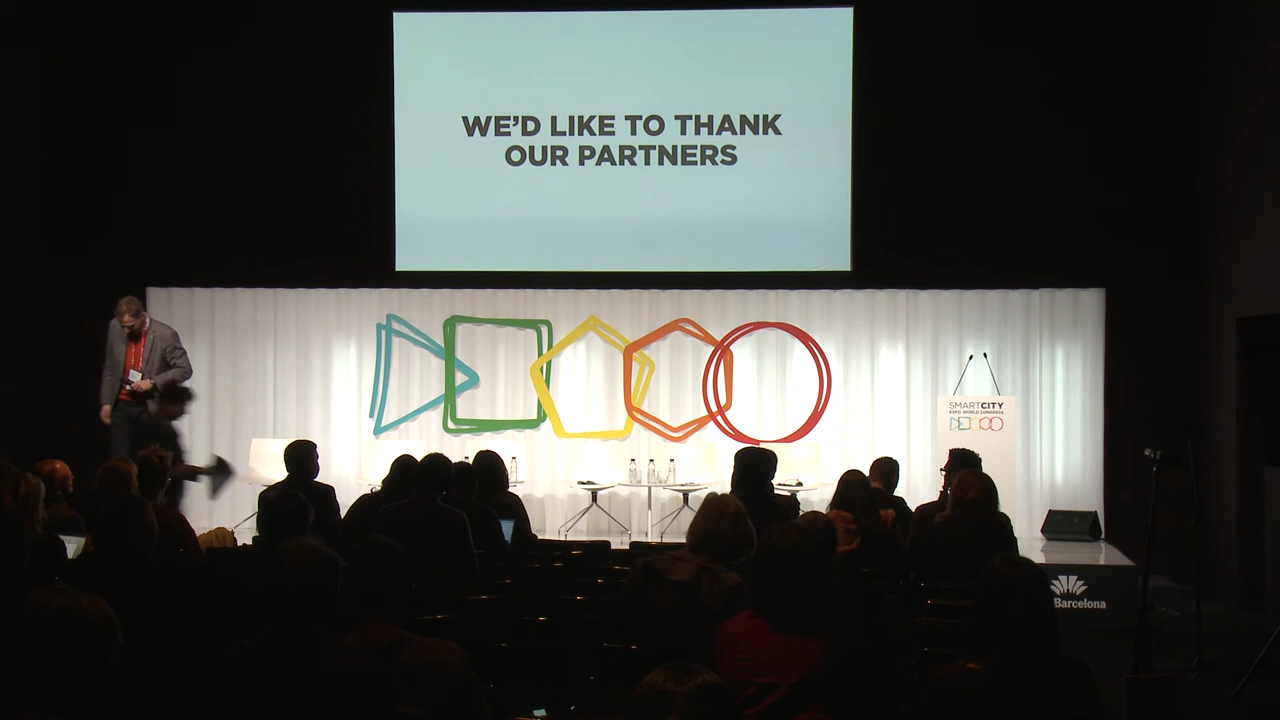 WE'D LIKE TO THANK
OUR PARTNERS
SMARTCITY
EXPO WORLD CONGRESS
Barcelona